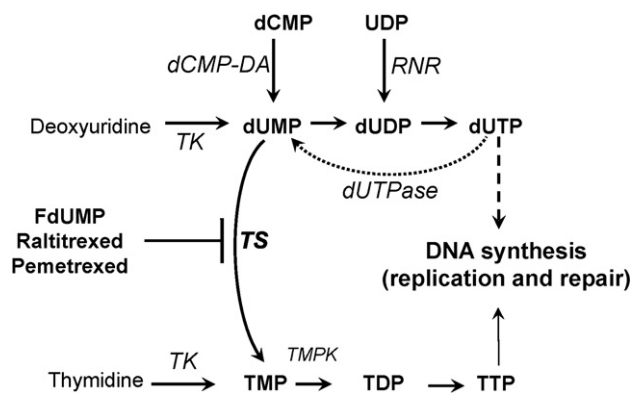 dCMP UDP
dCMP-DA RNR
Deoxyuridine TK dUMP dUDP dUTP
dUTPase
FdUMP
Raltitrexed
Pemetrexed
TS
DNA synthesis
(replication and repair)
Thymidine TK TMP TMPK TDP TTP